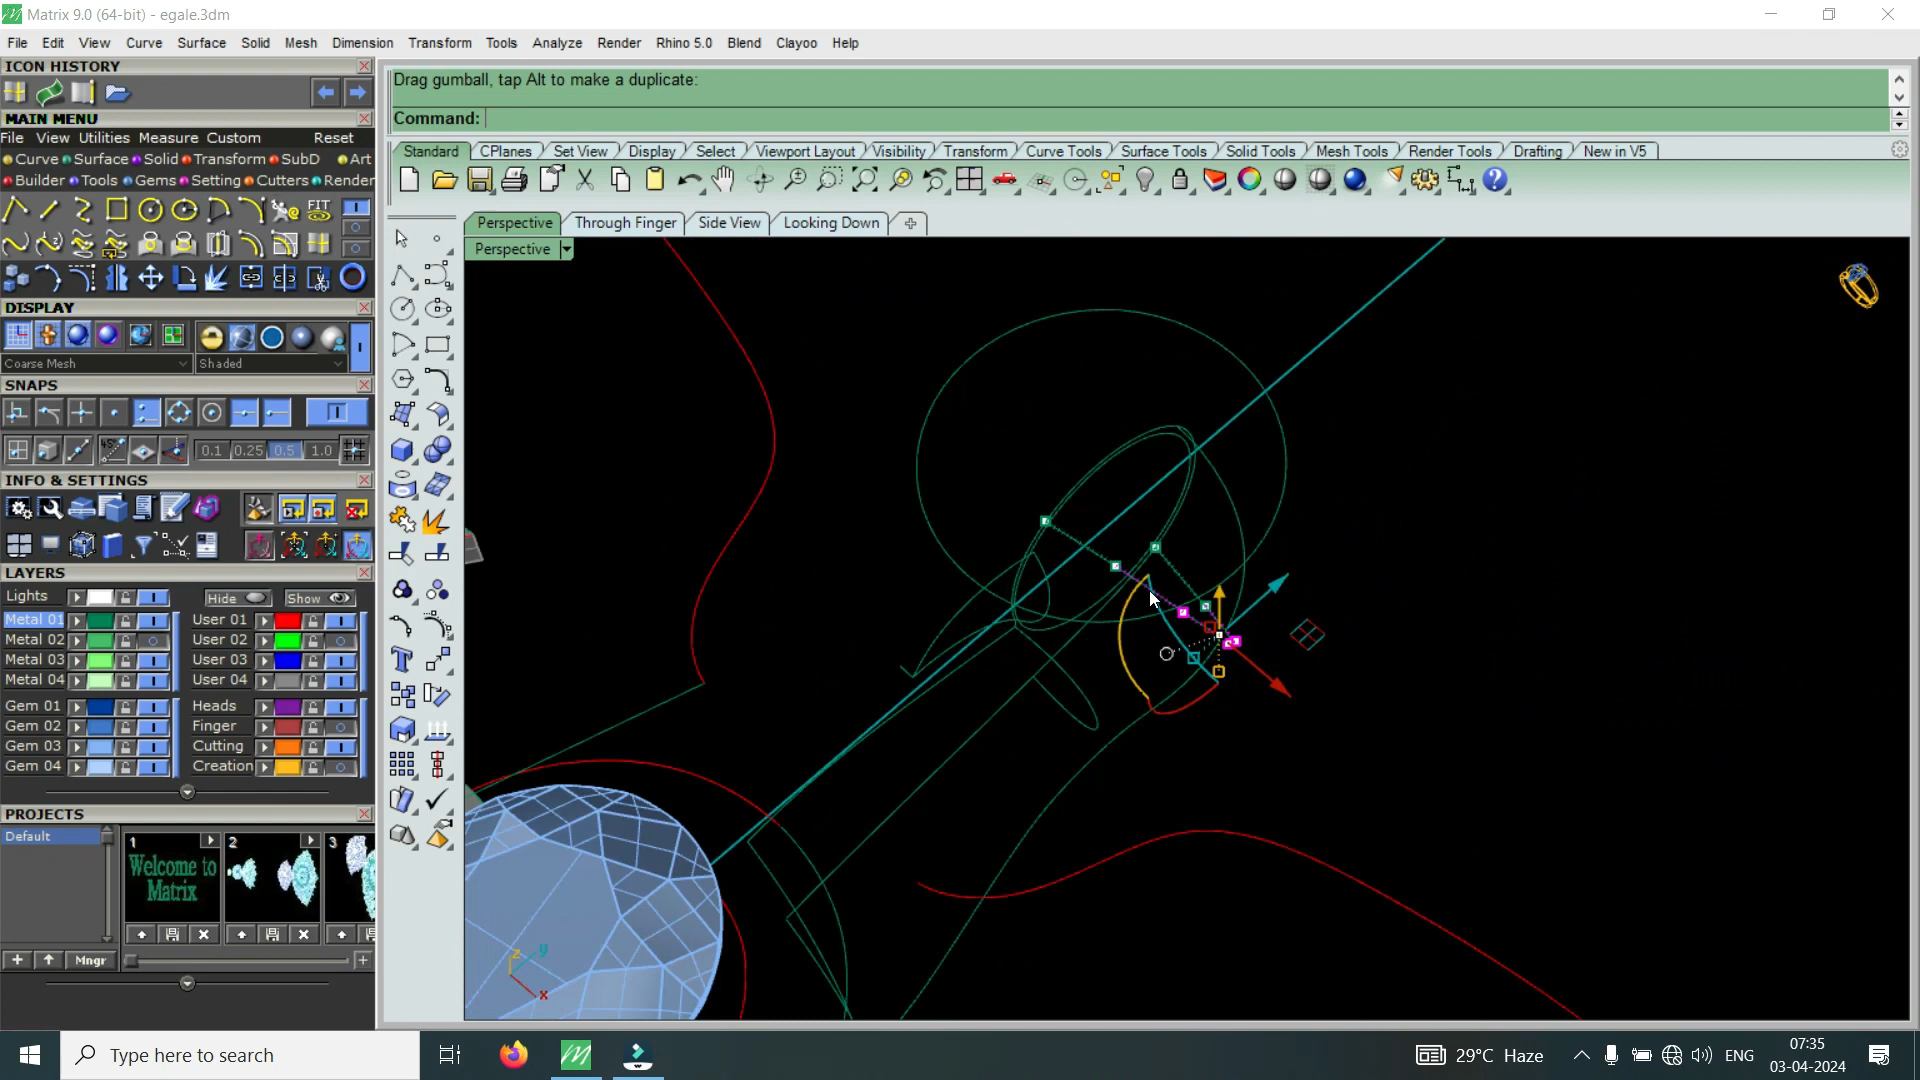 Matrix 9.0 (64-bit) - egale.3dm
File Edit View Curve Surface Solid Mesh Dimension Transform Tools Analyze Render Rhino 5.0 Blend Clayoo Help
ICON HISTORY
MAIN MENU
File View Utilities Measure Custom Reset
Curve Surface Solid Transform SubD Art
Builder Tools Gems Setting Cutters Render
FIT
DISPLAY
Coarse Mesh Shaded
SNAPS
0.1 0.25 0.5 1.0
INFO & SETTINGS
LAYERS
Lights Hide Show
Metal 01 User 01
Metal 02 User 02
Metal 03 User 03
Metal 04 User 04
Gem 01 Heads
Gem 02 Finger
Gem 03 Cutting
Gem 04 Creation
PROJECTS
Default
1 2 3
Welcome to Matrix
Mngr
Drag gumball, tap Alt to make a duplicate:
Command:
Standard CPlanes Set View Display Select Viewport Layout Visibility Transform Curve Tools Surface Tools Solid Tools Mesh Tools Render Tools Drafting New in V5
Perspective Through Finger Side View Looking Down
Perspective
z y
x
Type here to search
29°C Haze
ENG
07:35
03-04-2024